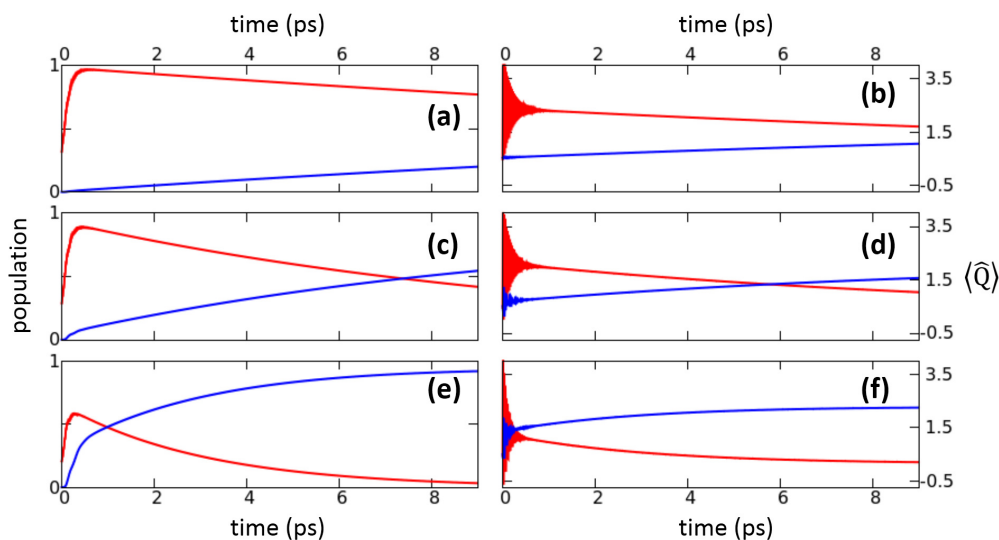 time (ps) time (ps)
0 2 4 6 8 0 2 4 6 8
1 (a) (b) 3.5
1.5
0 -0.5
1 (c) (d) 3.5
population 1.5 ⟨Q̂⟩
0 -0.5
1 (e) (f) 3.5
1.5
0 -0.5
0 2 4 6 8 0 2 4 6 8
time (ps) time (ps)